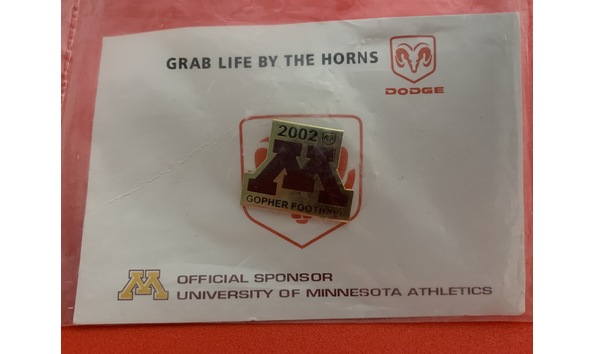 GRAB LIFE BY THE HORNS
DODGE
2002
M
GOPHER FOOTBALL
M
OFFICIAL SPONSOR
UNIVERSITY OF MINNESOTA ATHLETICS